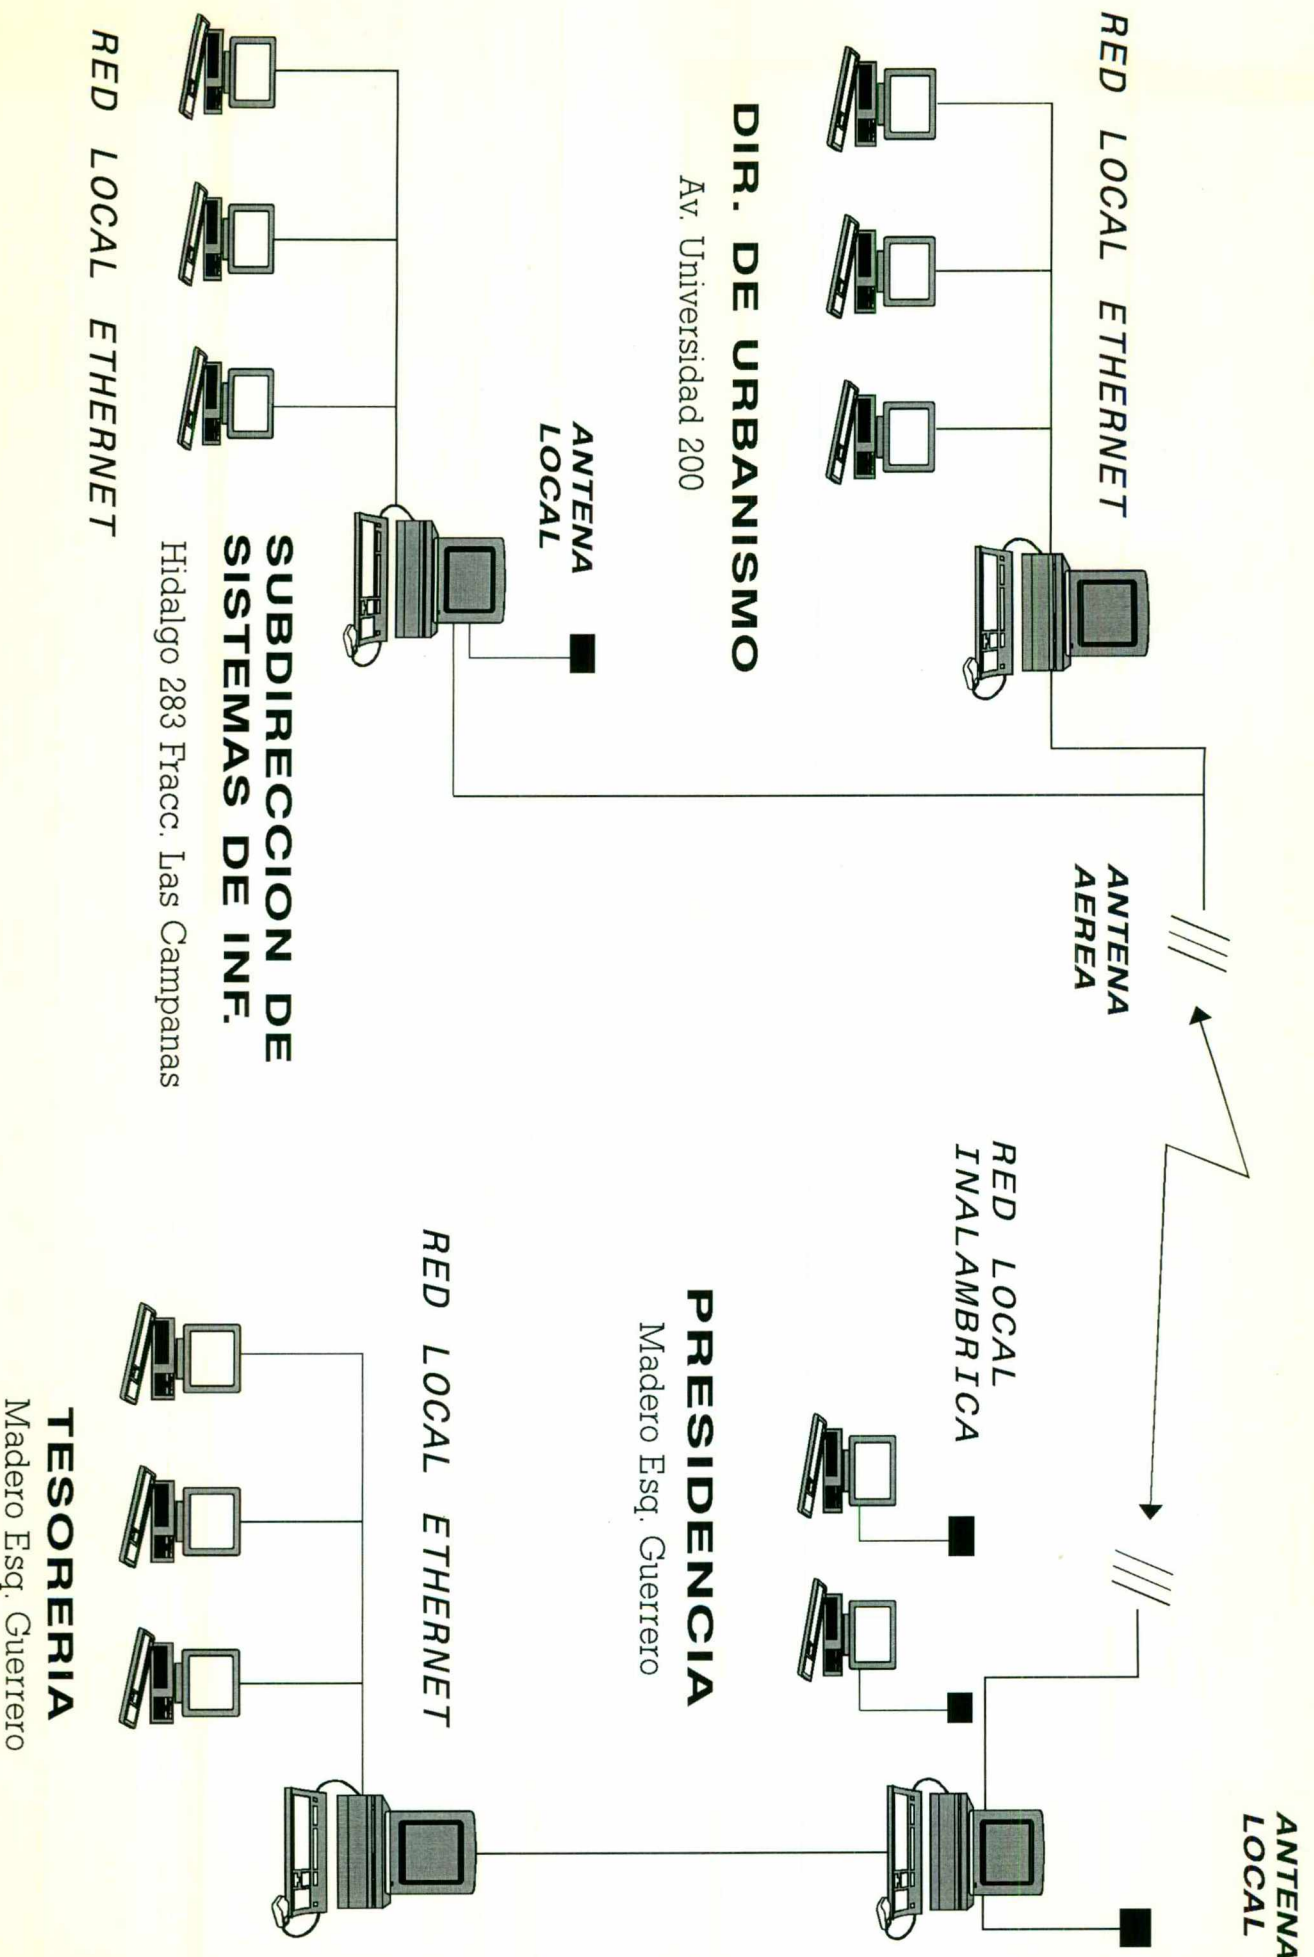 RED LOCAL ETHERNET
DIR. DE URBANISMO
Av. Universidad 200
ANTENA
LOCAL
SUBDIRECCION DE
SISTEMAS DE INF.
Hidalgo 283 Fracc. Las Campanas
RED LOCAL ETHERNET
ANTENA
AEREA
ANTENA
LOCAL
RED LOCAL
INALAMBRICA
PRESIDENCIA
Madero Esq. Guerrero
RED LOCAL ETHERNET
TESORERIA
Madero Esq. Guerrero